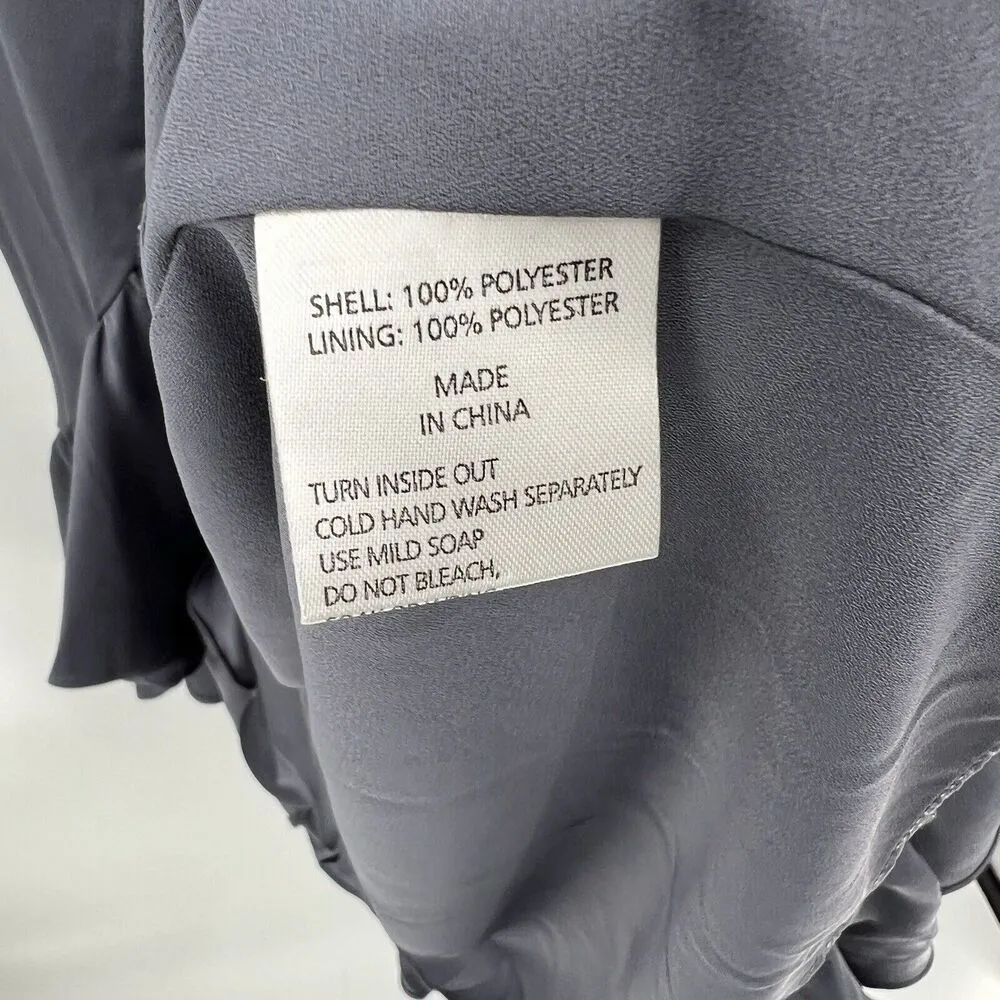 SHELL: 100% POLYESTER
LINING: 100% POLYESTER
MADE
IN CHINA
TURN INSIDE OUT
COLD HAND WASH SEPARATELY
USE MILD SOAP
DO NOT BLEACH,